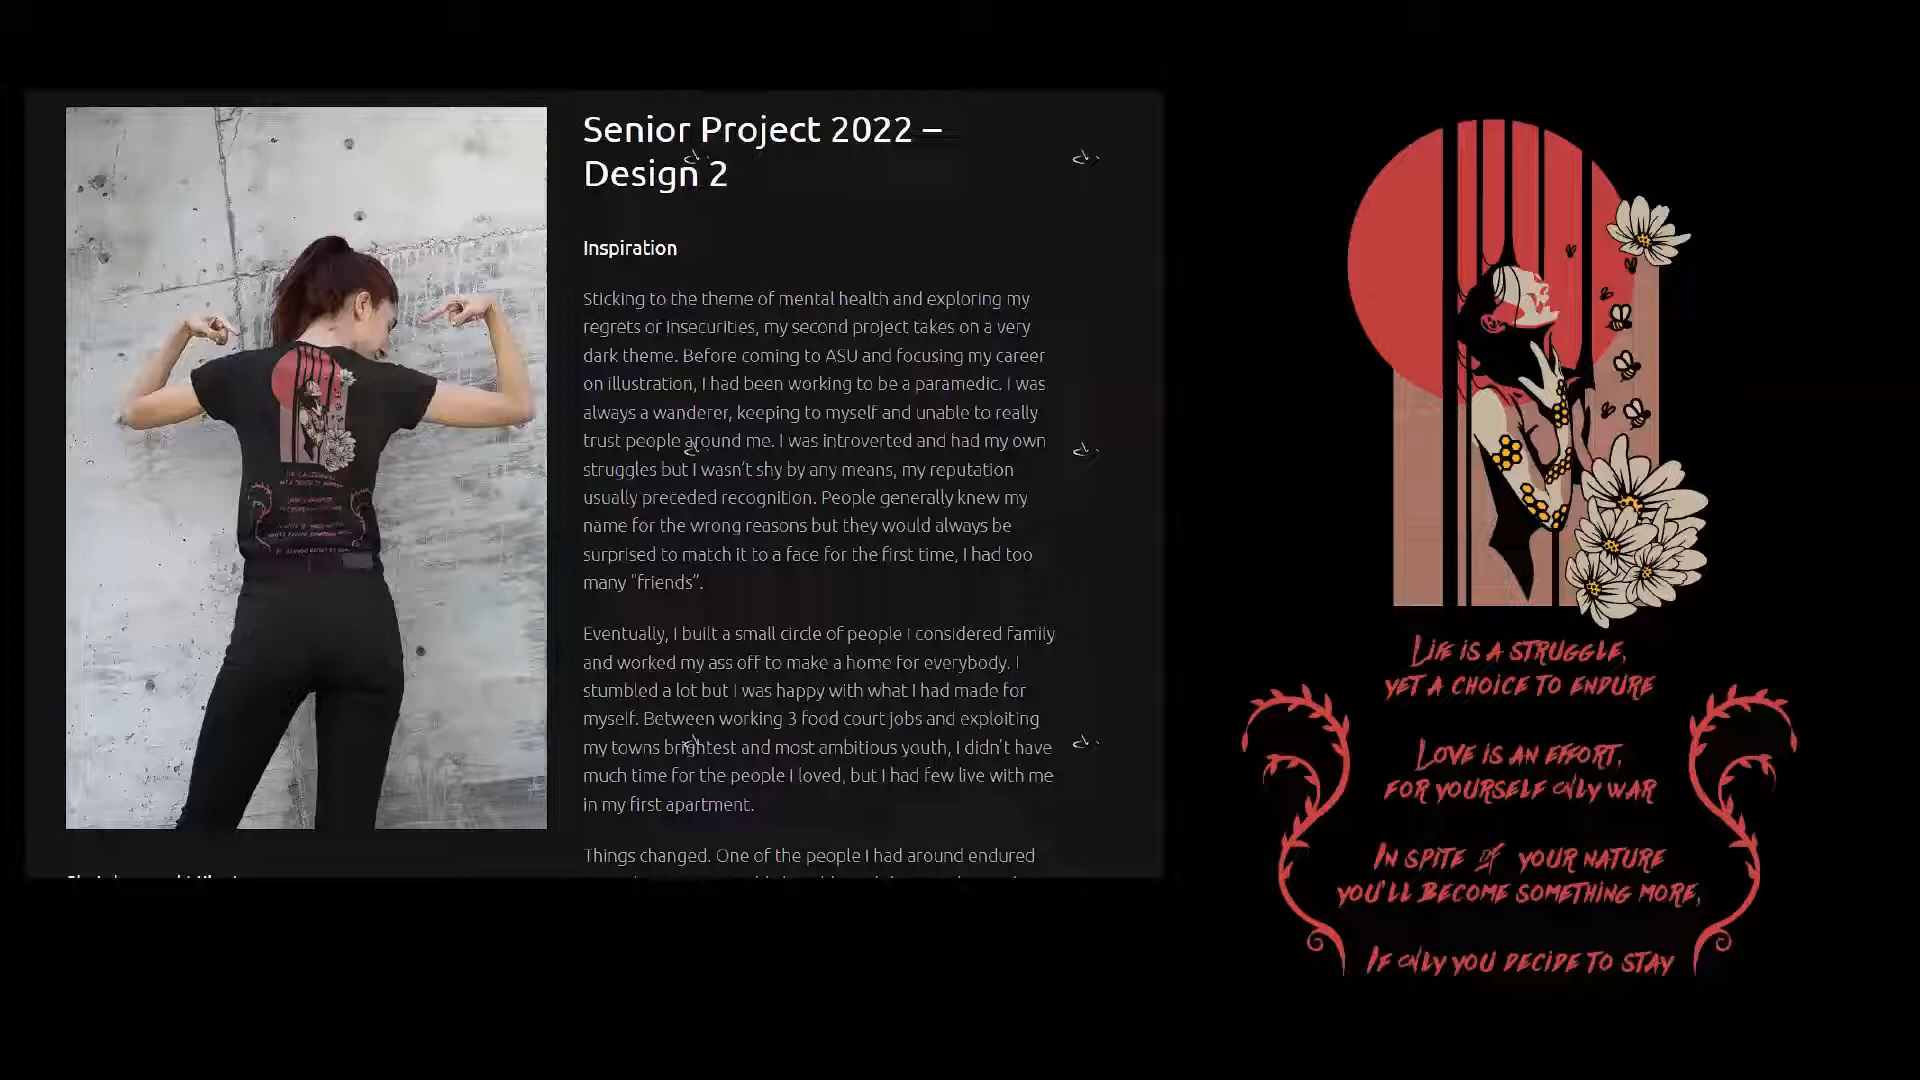 Senior Project 2022 –
Design 2
Inspiration
Sticking to the theme of mental health and exploring my
regrets or insecurities, my second project takes on a very
dark theme. Before coming to ASU and focusing my career
on illustration, I had been working to be a paramedic. I was
always a wanderer, keeping to myself and unable to really
trust people around me. I was introverted and had my own
struggles but I wasn't shy by any means, my reputation
usually preceded recognition. People generally knew my
name for the wrong reasons but they would always be
surprised to match it to a face for the first time, I had too
many "friends".
Eventually, I built a small circle of people I considered family
and worked my ass off to make a home for everybody. I
stumbled a lot but I was happy with what I had made for
myself. Between working 3 food court jobs and exploiting
my towns brightest and most ambitious youth, I didn't have
much time for the people I loved, but I had few live with me
in my first apartment.
Things changed. One of the people I had around endured
Life is a struggle,
yet a choice to endure
Love is an effort,
for yourself only war
In spite of your nature
you'll become something more,
If only you decide to stay